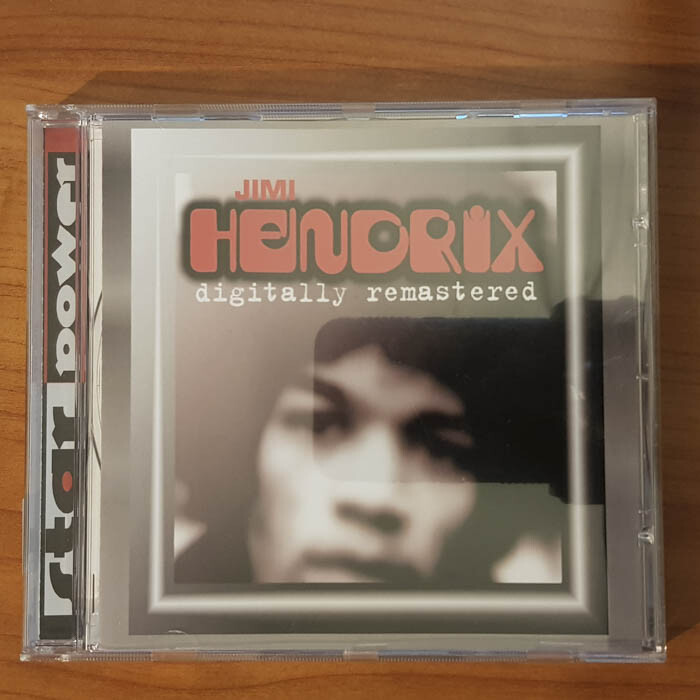 JIMI
HENDRIX
digitally remastered
star power